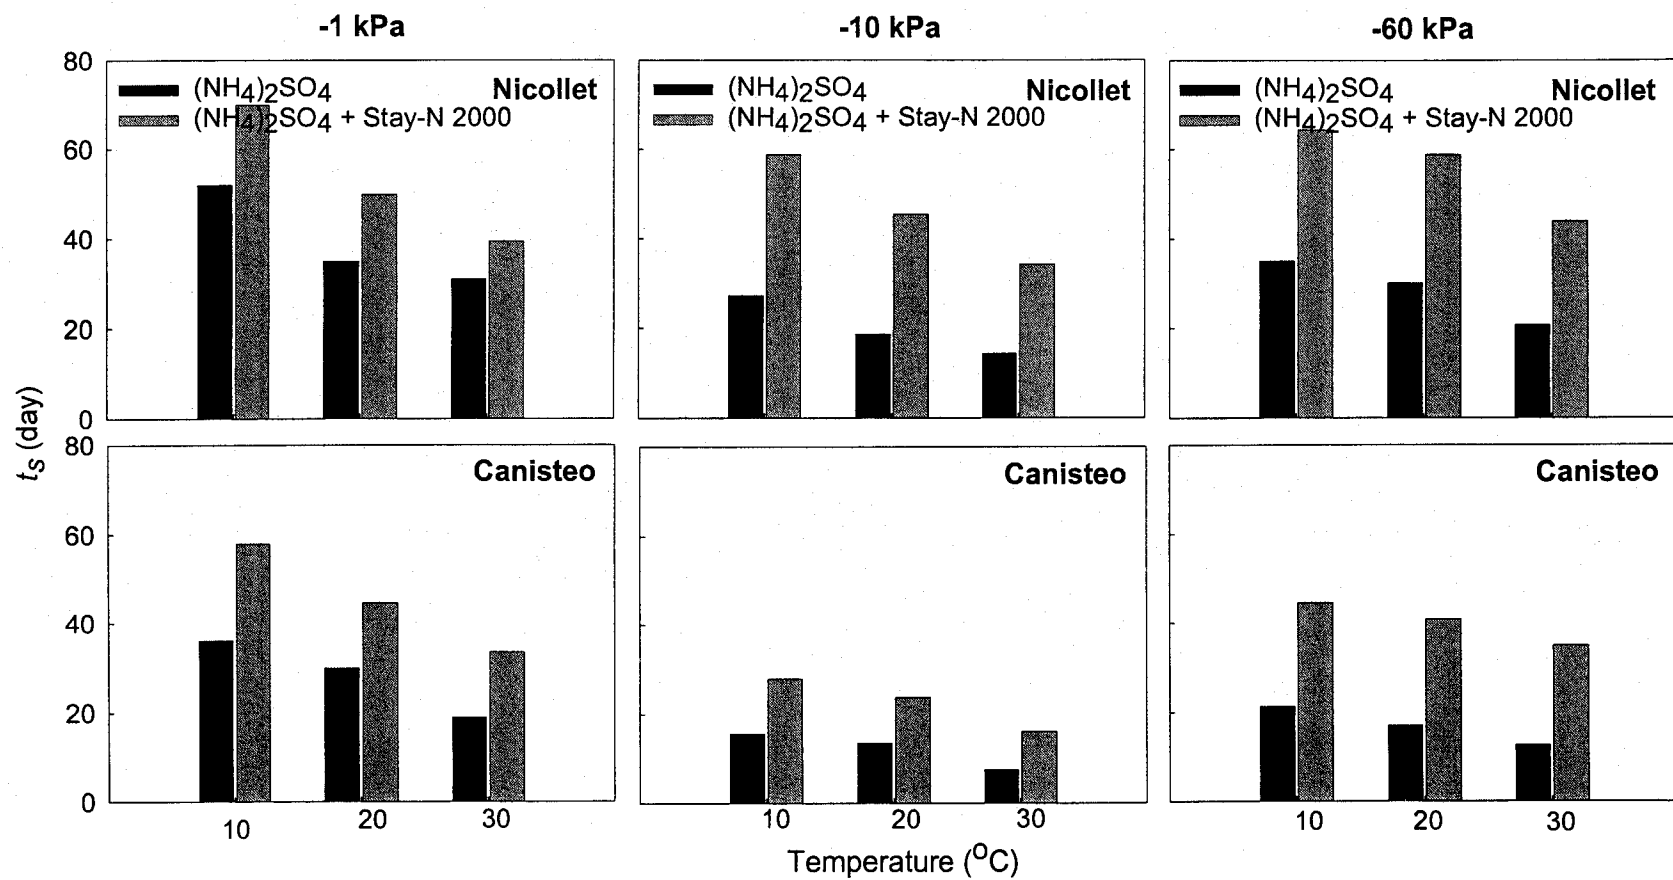 -1 kPa
-10 kPa
-60 kPa
80
60
40
20
0
(NH4)2SO4
(NH4)2SO4 + Stay-N 2000
Nicollet
(NH4)2SO4
(NH4)2SO4 + Stay-N 2000
Nicollet
(NH4)2SO4
(NH4)2SO4 + Stay-N 2000
Nicollet
ts (day)
80
60
40
20
0
Canisteo
Canisteo
Canisteo
10 20 30
10 20 30
10 20 30
Temperature (°C)